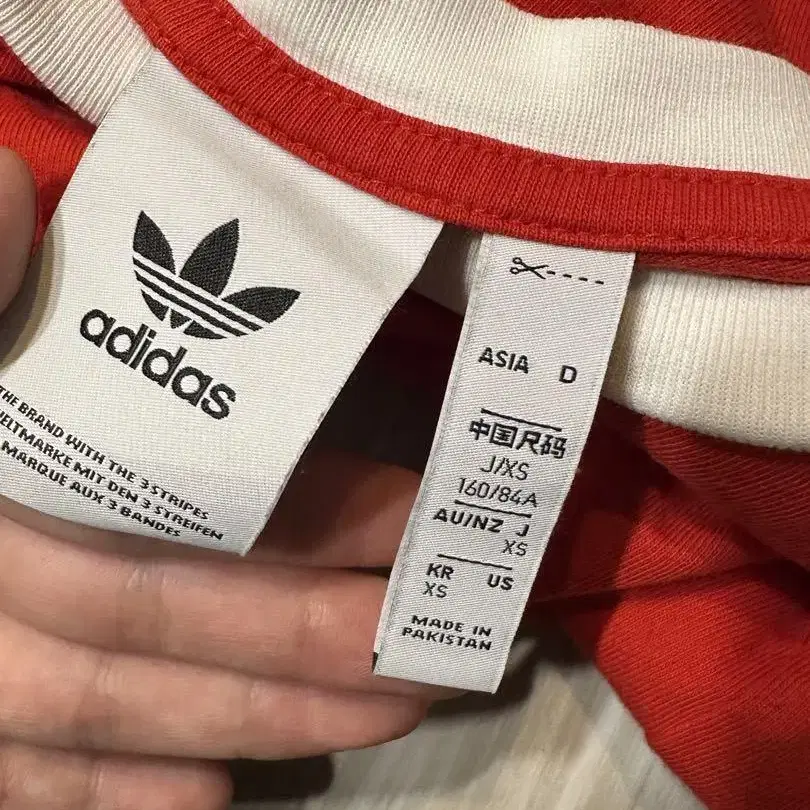 adidas
THE BRAND WITH THE 3 STRIPES
WELTMARKE MIT DEN 3 STREIFEN
MARQUE AUX 3 BANDES
ASIA D
中国尺码
J/XS
160/84A
AU/NZ J
XS
KR US
XS
MADE IN
PAKISTAN